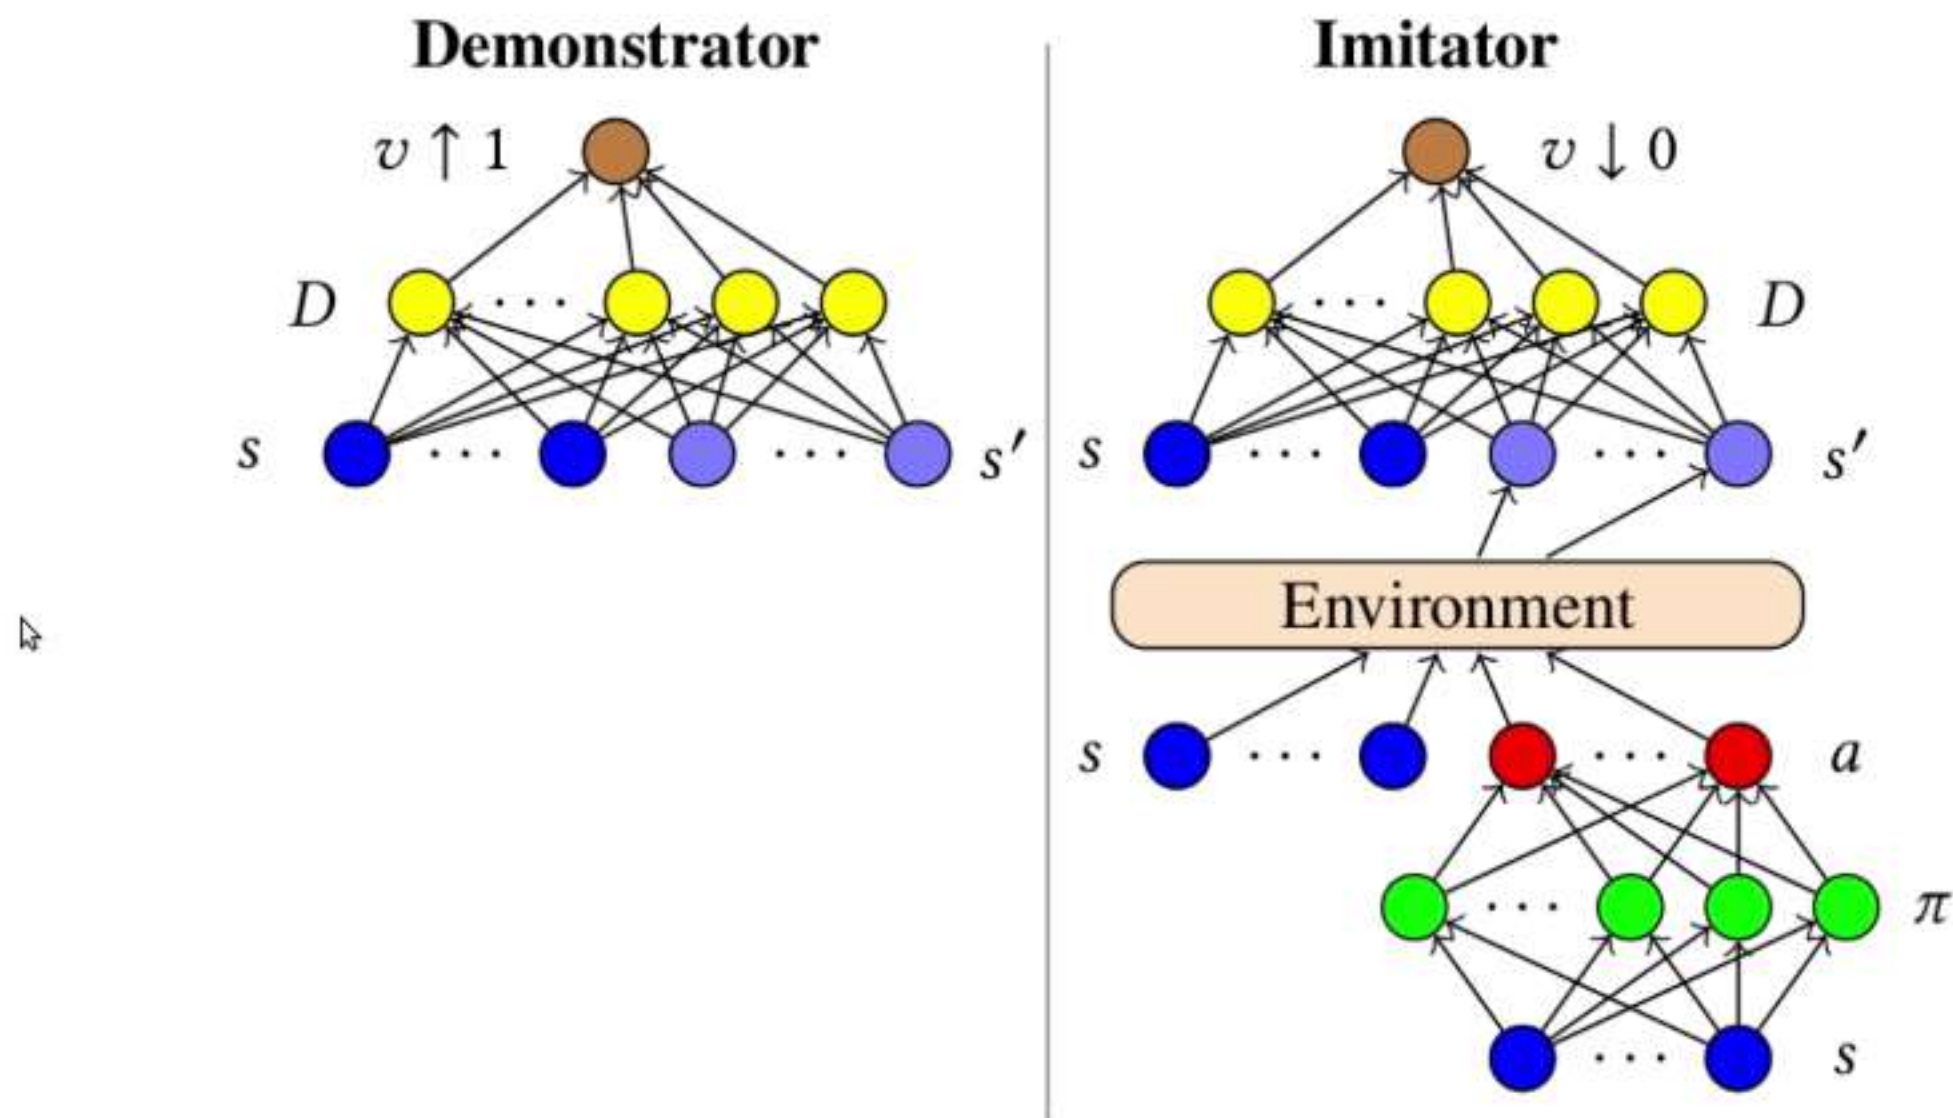 Demonstrator
v ↑ 1
D
s ··· ··· s′
Imitator
v ↓ 0
··· D
s ··· ··· s′
Environment
s ··· ··· a
··· π
··· s